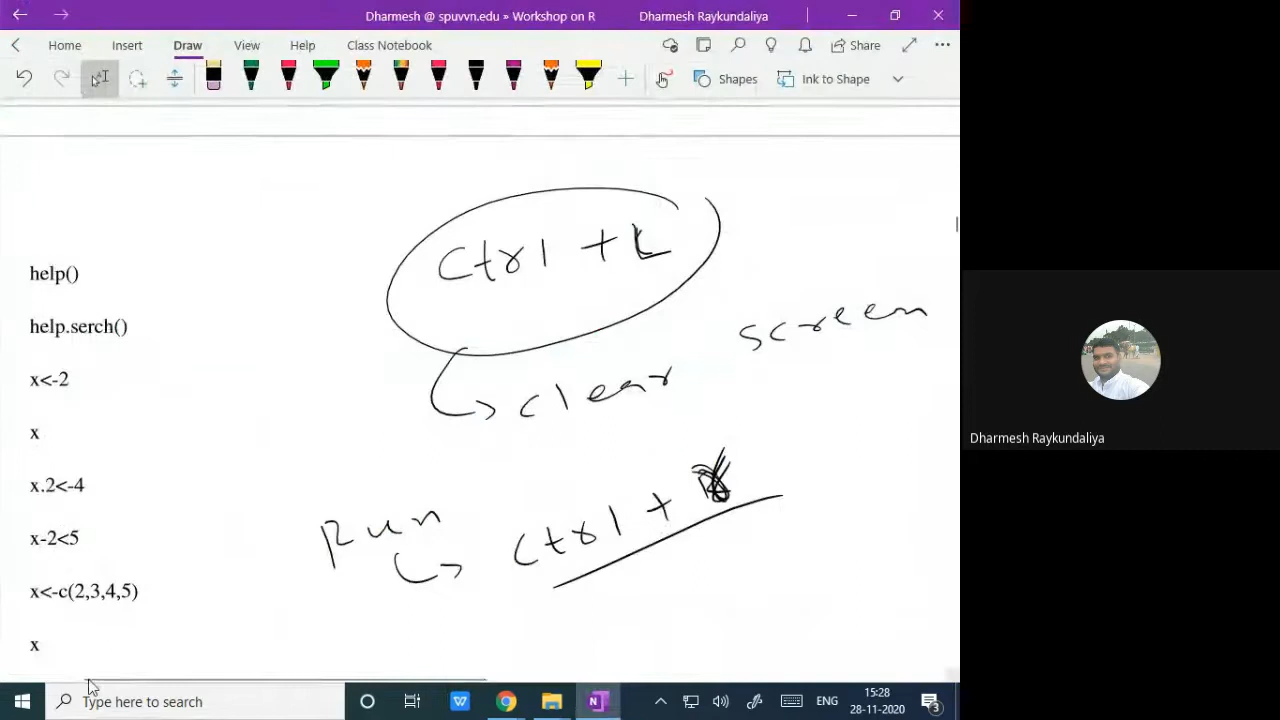 Dharmesh @ spuvvn.edu » Workshop on R
Dharmesh Raykundaliya
Home Insert Draw View Help Class Notebook
Share
Shapes
Ink to Shape
Ctrl + L
help()
help.serch()
screen
x<-2
clear
x
x.2<-4
Run
Ctrl +
x-2<5
x<-c(2,3,4,5)
x
Dharmesh Raykundaliya
Type here to search
W
N
ENG
15:28
28-11-2020
3